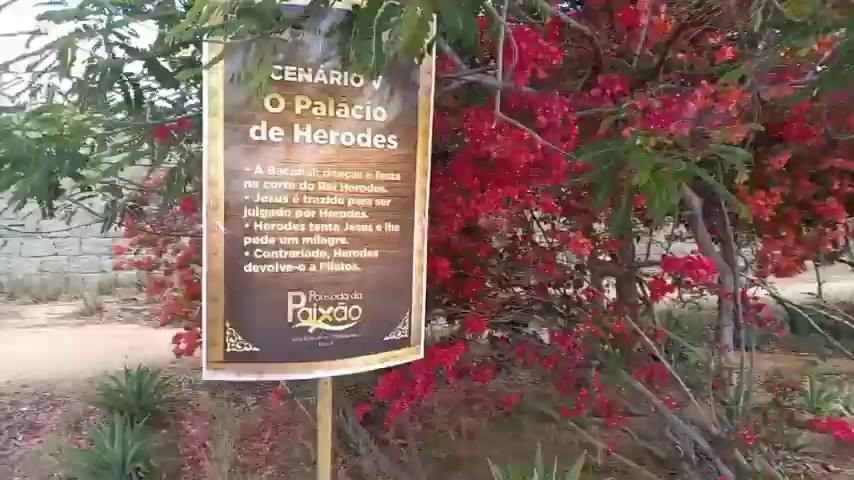 CENÁRIO V
O Palácio
de Herodes
• A Bacanal: danças e festa
na corte do Rei Herodes.
• Jesus é trazido para ser
julgado por Herodes.
• Herodes tenta Jesus e lhe
pede um milagre.
• Contrariado, Herodes
devolve-o a Pilatos.
Pousada da
Paixão